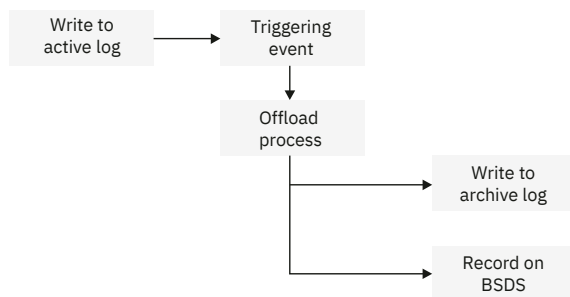 Write to
active log
Triggering
event
Offload
process
Write to
archive log
Record on
BSDS